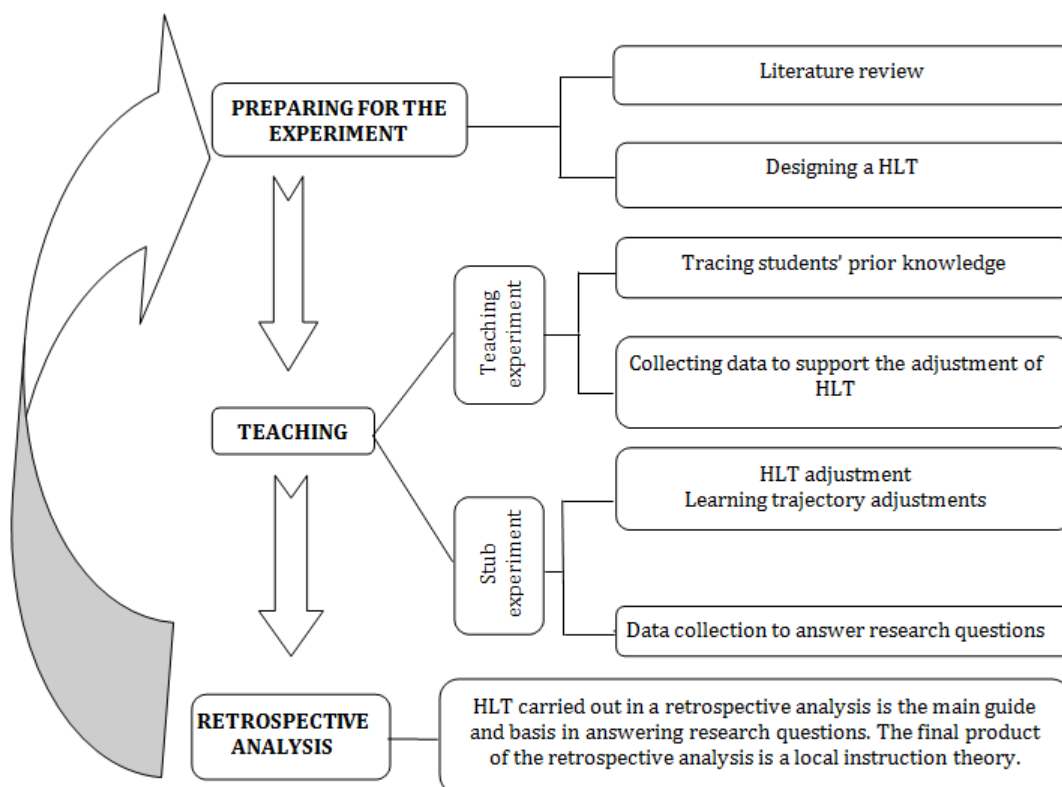 PREPARING FOR THE
EXPERIMENT
Literature review
Designing a HLT
TEACHING
Teaching
experiment
Tracing students' prior knowledge
Collecting data to support the adjustment of
HLT
Stub
experiment
HLT adjustment
Learning trajectory adjustments
Data collection to answer research questions
RETROSPECTIVE
ANALYSIS
HLT carried out in a retrospective analysis is the main guide
and basis in answering research questions. The final product
of the retrospective analysis is a local instruction theory.